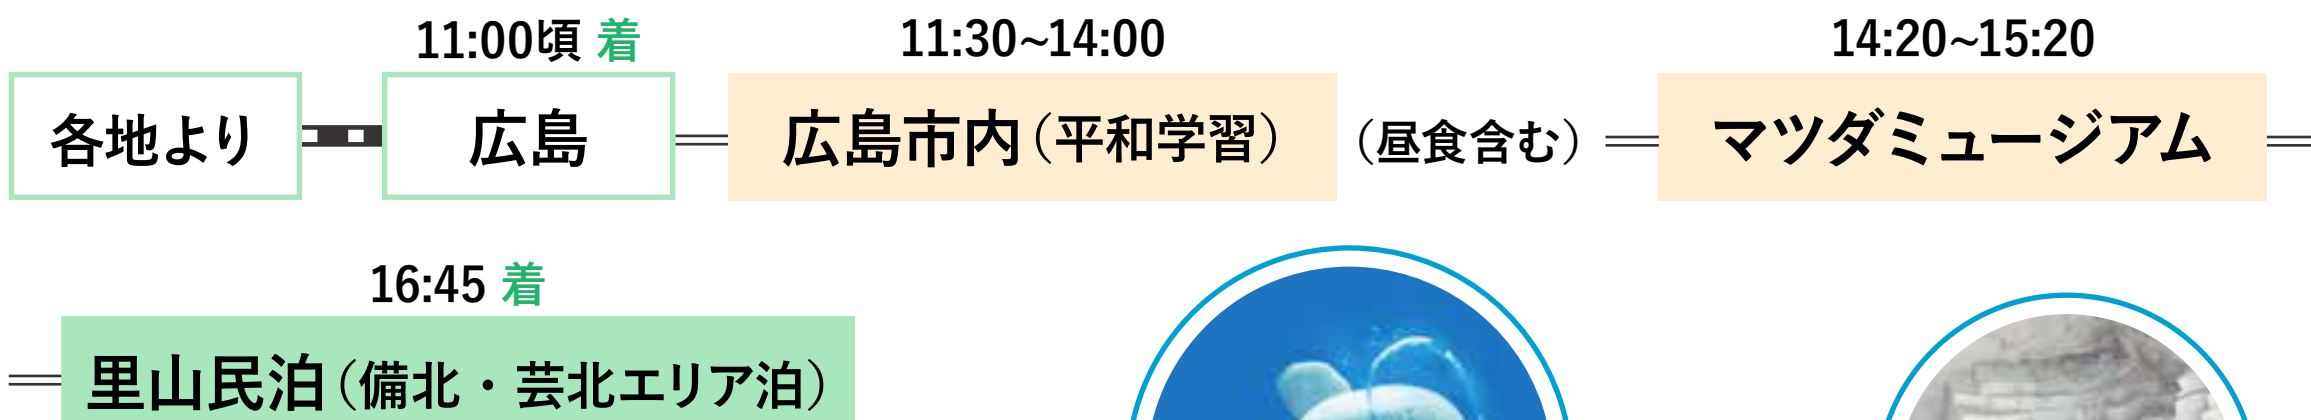 11:00頃 着
11:30~14:00
14:20~15:20
各地より
広島
広島市内（平和学習）
（昼食含む）
マツダミュージアム
16:45 着
里山民泊（備北・芸北エリア泊）